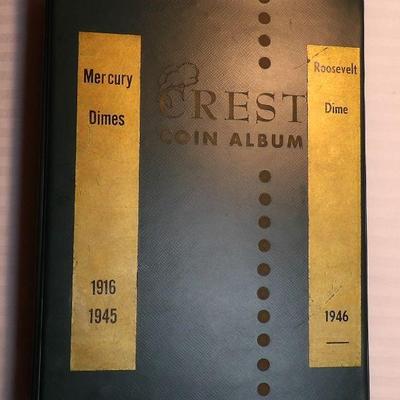 Mercury
Dimes
1916
1945
CREST
COIN ALBUM
Roosevelt
Dime
1946